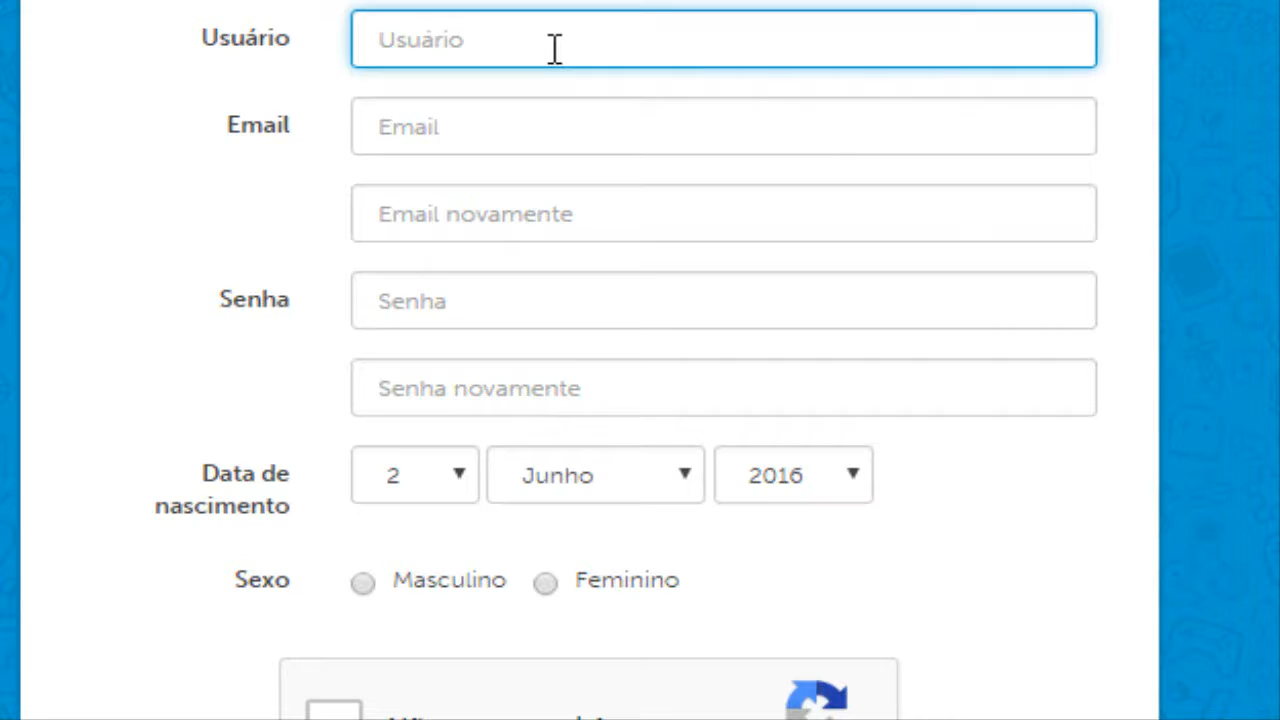 Usuário
Usuário
Email
Email
Email novamente
Senha
Senha
Senha novamente
Data de
nascimento
2
Junho
2016
Sexo
Masculino
Feminino